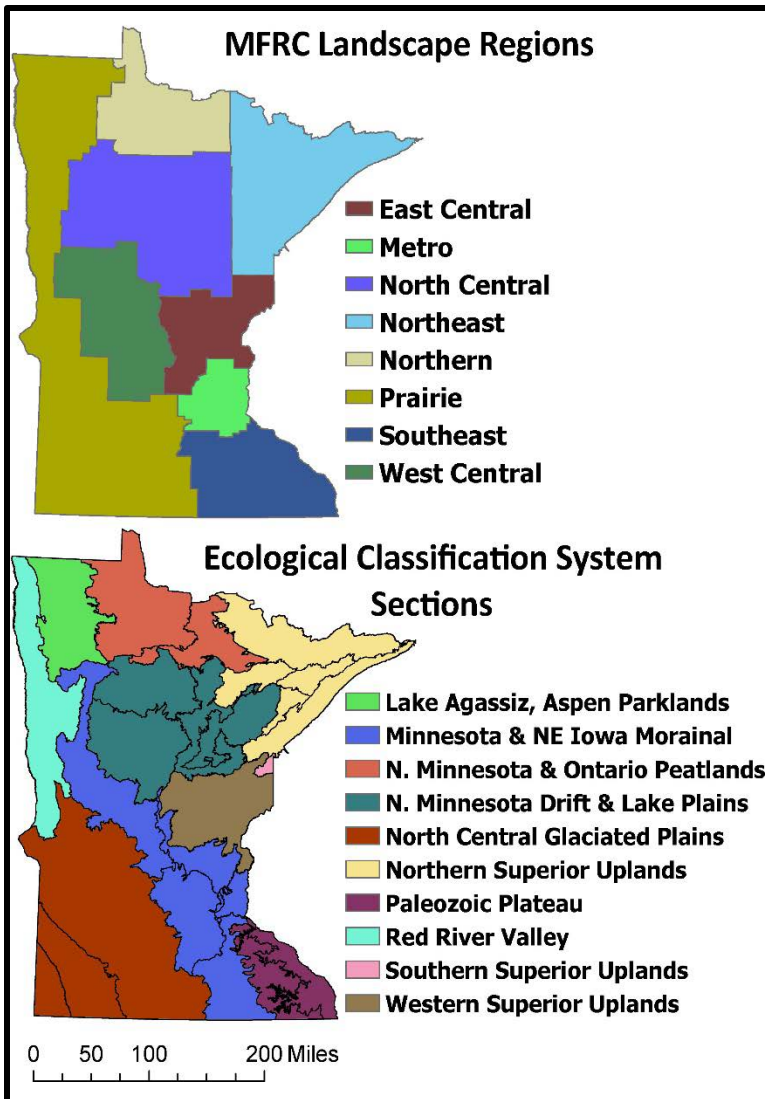 MFRC Landscape Regions
East Central
Metro
North Central
Northeast
Northern
Prairie
Southeast
West Central
Ecological Classification System
Sections
Lake Agassiz, Aspen Parklands
Minnesota & NE Iowa Morainal
N. Minnesota & Ontario Peatlands
N. Minnesota Drift & Lake Plains
North Central Glaciated Plains
Northern Superior Uplands
Paleozoic Plateau
Red River Valley
Southern Superior Uplands
Western Superior Uplands
0 50 100 200 Miles